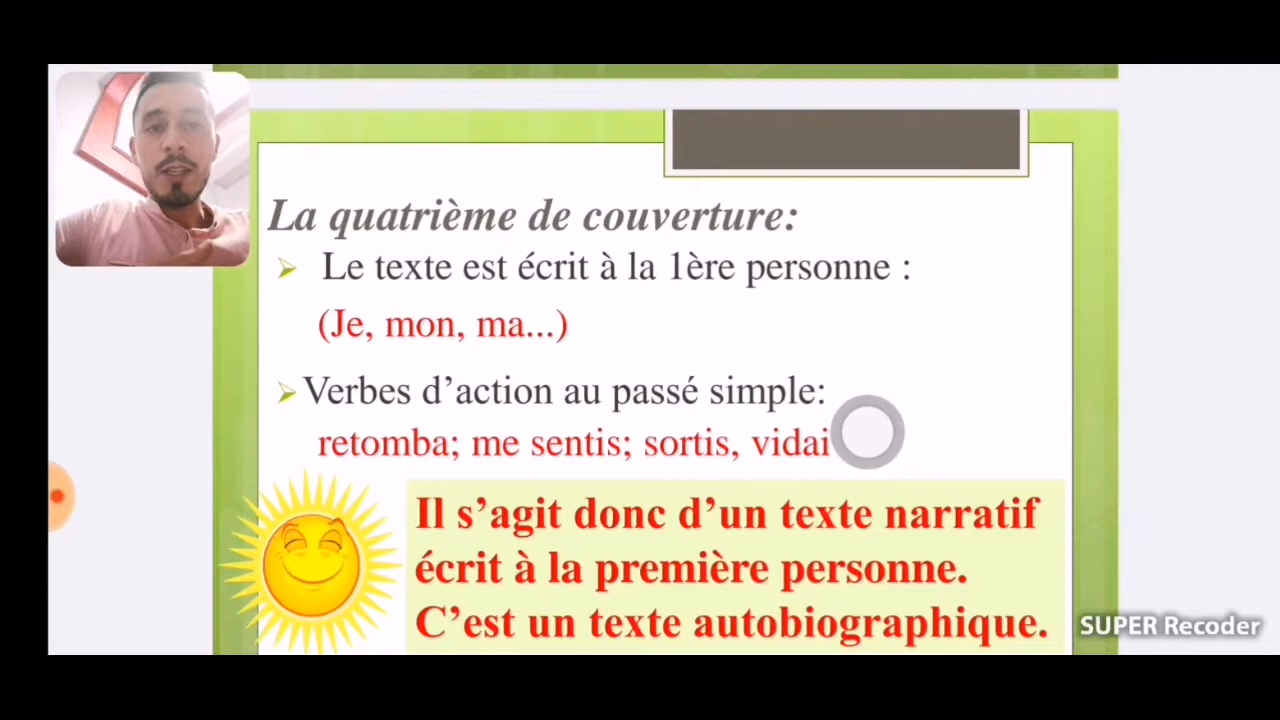 La quatrième de couverture:
Le texte est écrit à la 1ère personne :
(Je, mon, ma...)
Verbes d’action au passé simple:
retomba; me sentis; sortis, vidai
Il s’agit donc d’un texte narratif
écrit à la première personne.
C’est un texte autobiographique.
SUPER Recoder